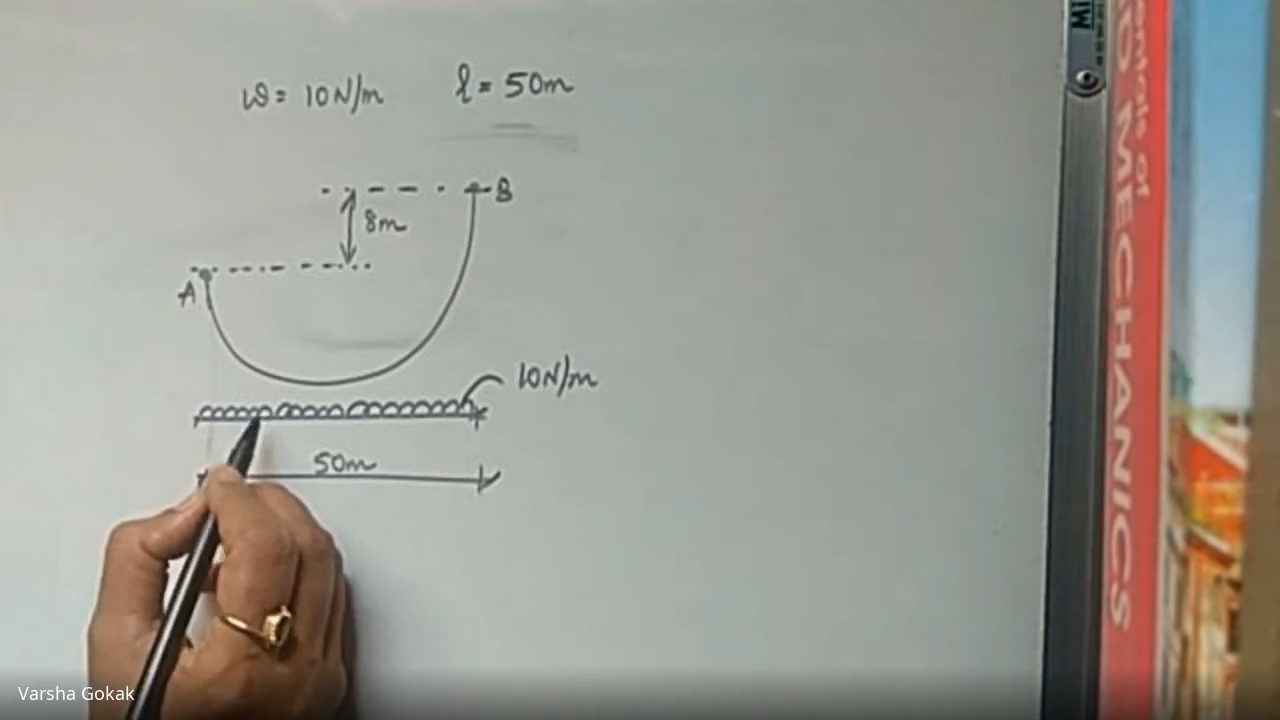 ω = 10N/m l = 50m
B
8m
A
10N/m
50m
MECHANICS
Varsha Gokak